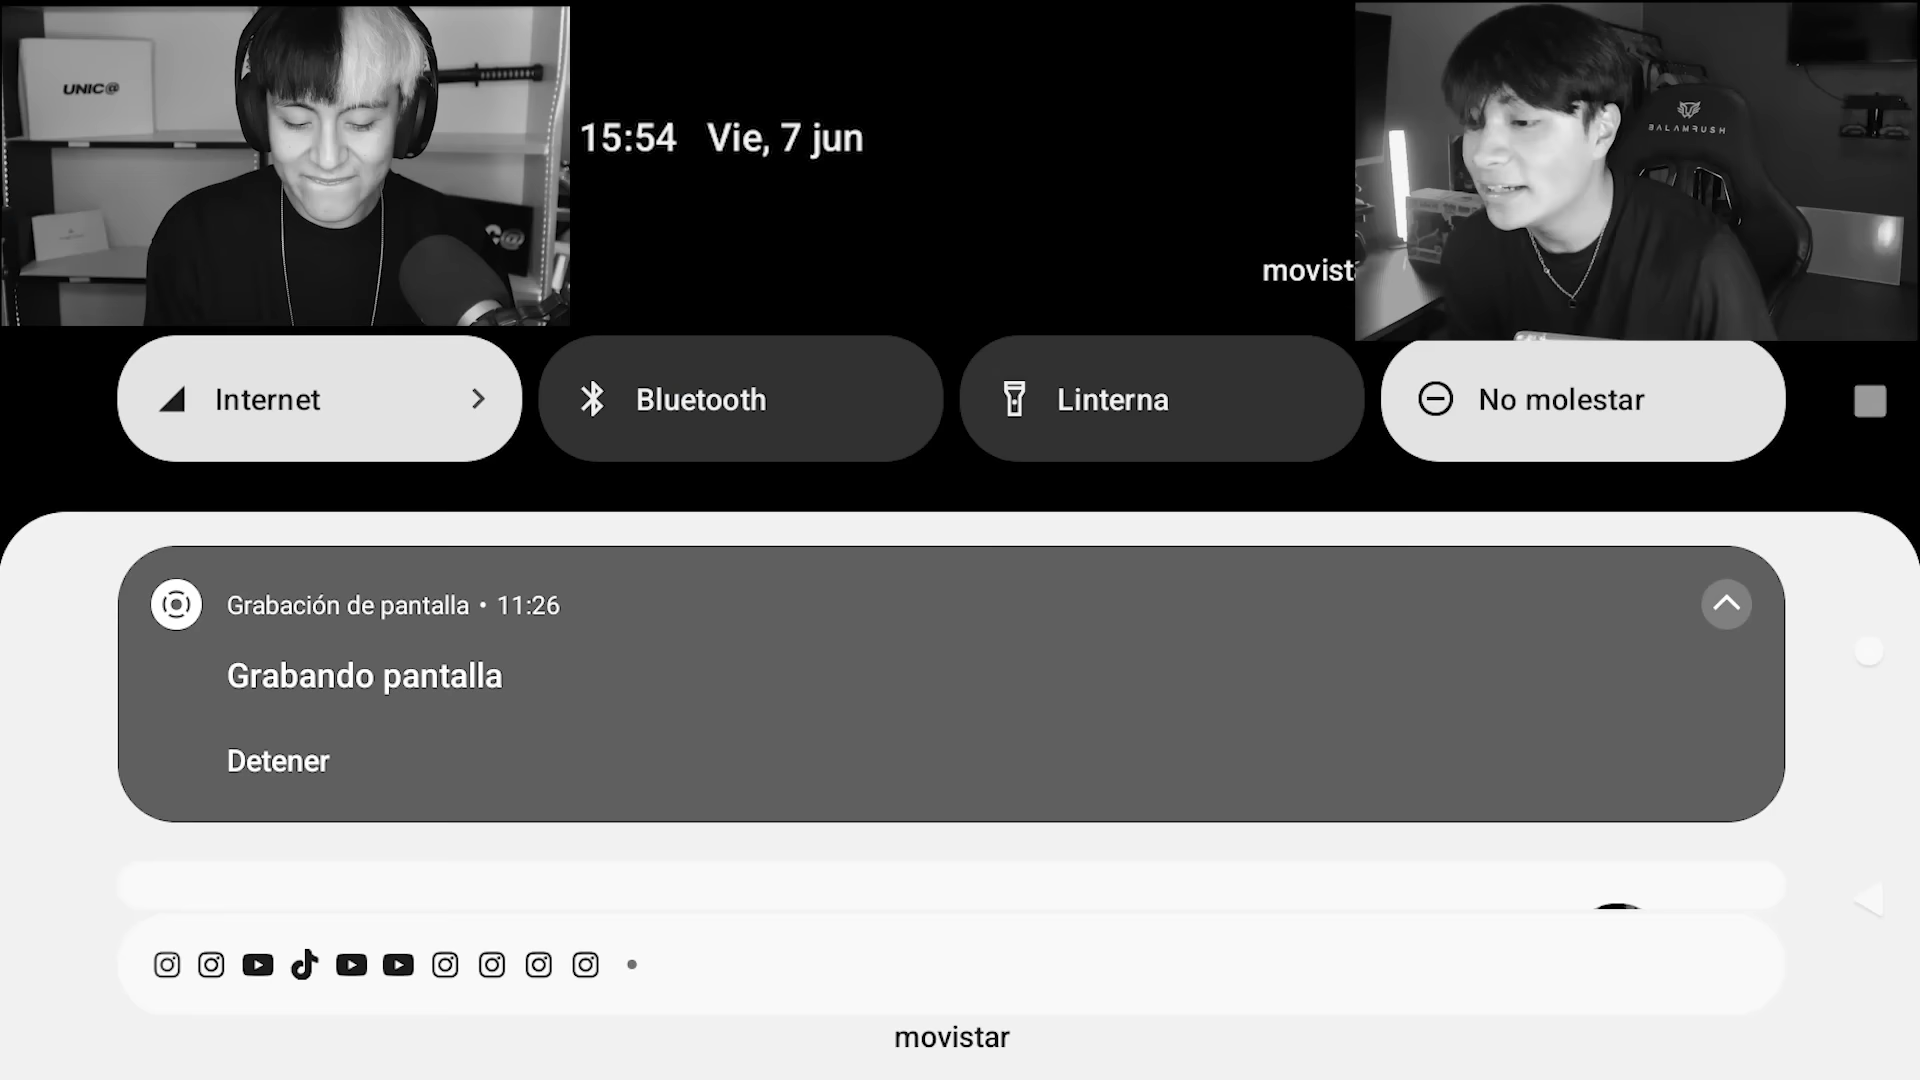 UNIC@
15:54 Vie, 7 jun
BALAMRUSH
movista
Internet
Bluetooth
Linterna
No molestar
Grabación de pantalla • 11:26
Grabando pantalla
Detener
movistar